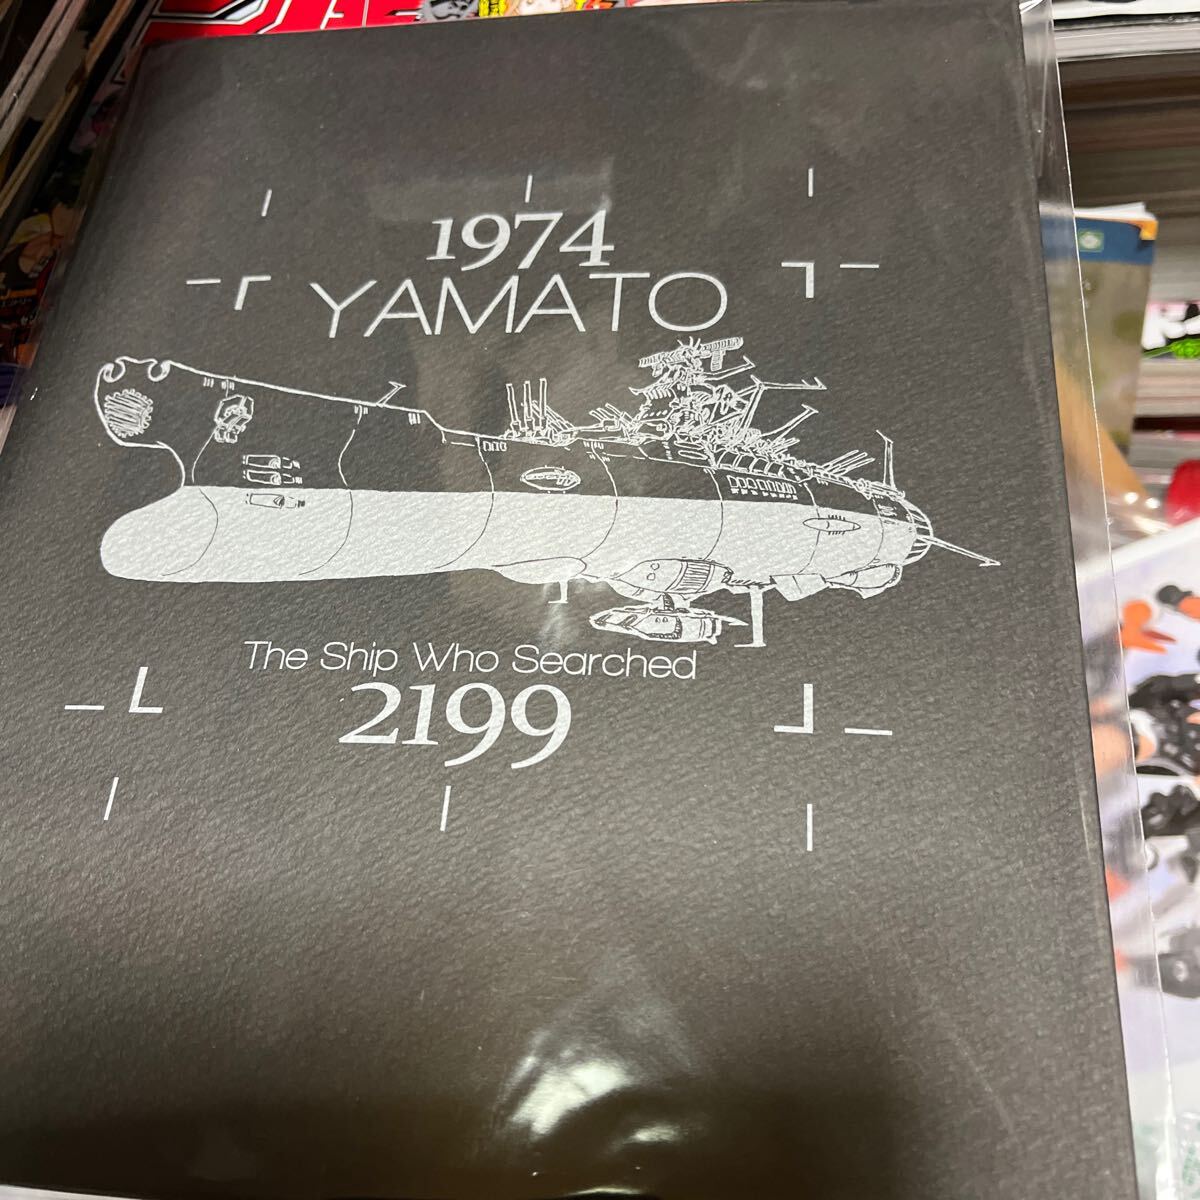 1974
YAMATO
The Ship Who Searched
2199